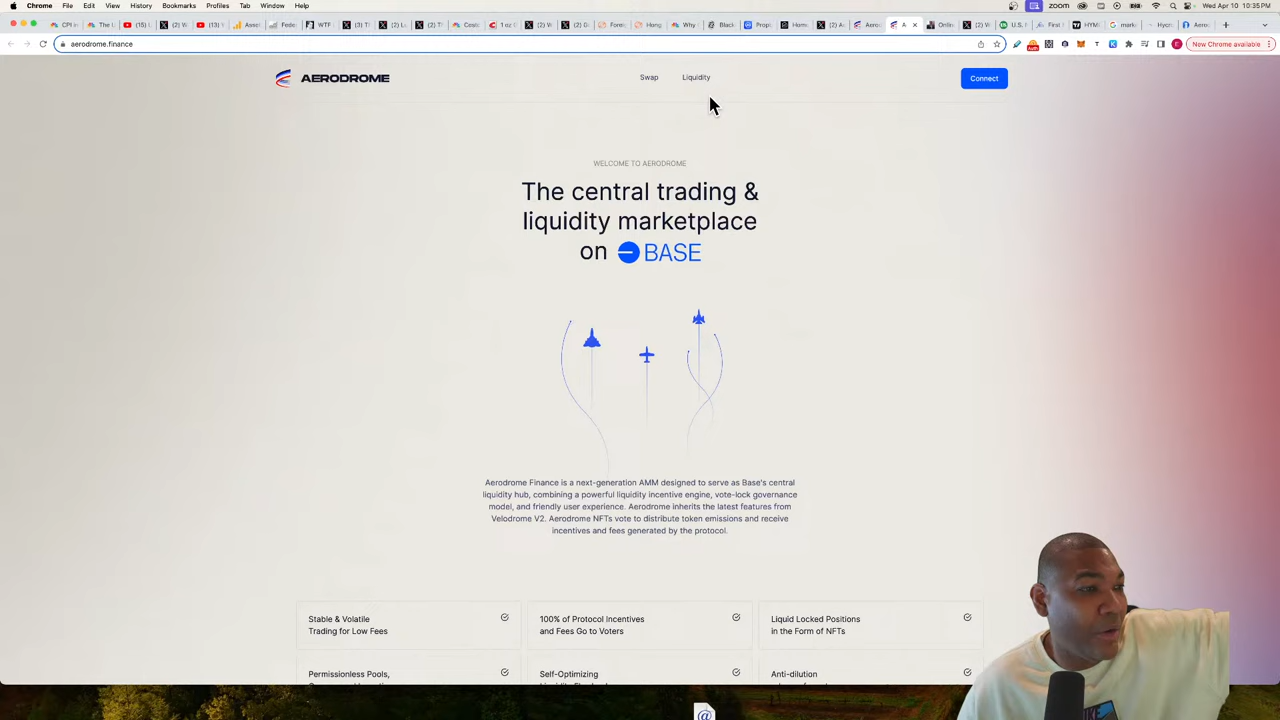 Chrome File Edit View History Bookmarks Profiles Tab Window Help
zoom Wed Apr 10 10:35 PM
aerodrome.finance
New Chrome available
AERODROME
Swap Liquidity
Connect
WELCOME TO AERODROME
The central trading &
liquidity marketplace
on BASE
Aerodrome Finance is a next-generation AMM designed to serve as Base's central
liquidity hub, combining a powerful liquidity incentive engine, vote-lock governance
model, and friendly user experience. Aerodrome inherits the latest features from
Velodrome V2. Aerodrome NFTs vote to distribute token emissions and receive
incentives and fees generated by the protocol.
Stable & Volatile
Trading for Low Fees
100% of Protocol Incentives
and Fees Go to Voters
Liquid Locked Positions
in the Form of NFTs
Permissionless Pools,
Self-Optimizing
Anti-dilution